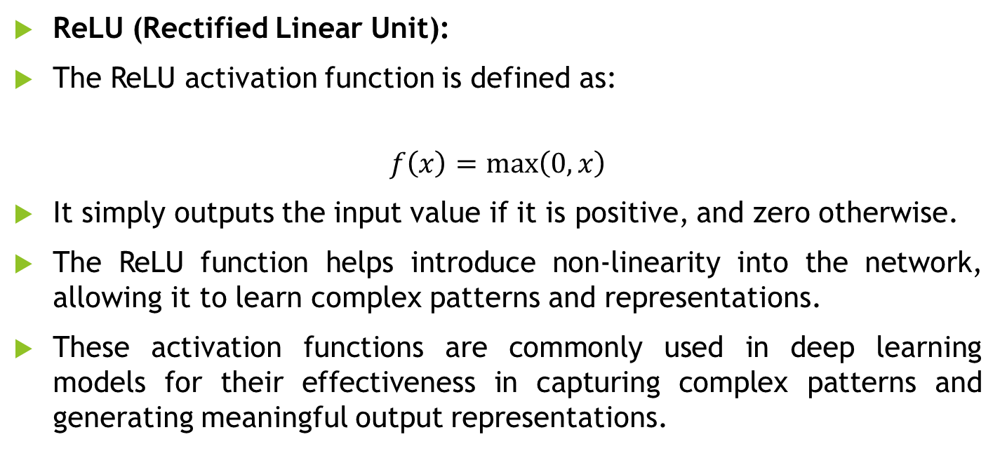 ReLU (Rectified Linear Unit):
The ReLU activation function is defined as:
f(x) = max(0, x)
It simply outputs the input value if it is positive, and zero otherwise.
The ReLU function helps introduce non-linearity into the network,
allowing it to learn complex patterns and representations.
These activation functions are commonly used in deep learning
models for their effectiveness in capturing complex patterns and
generating meaningful output representations.